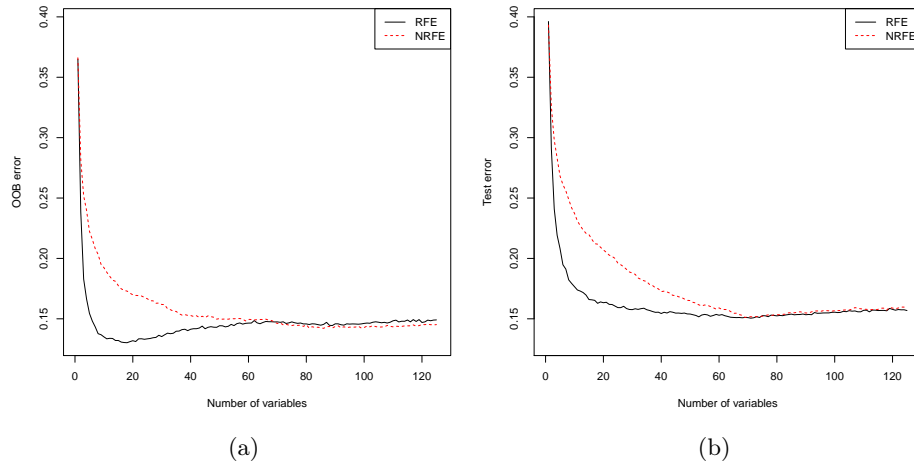 RFE
NRFE
OOB error
0.40
0.35
0.30
0.25
0.20
0.15
0 20 40 60 80 100 120
Number of variables
(a)
RFE
NRFE
Test error
0.40
0.35
0.30
0.25
0.20
0.15
0 20 40 60 80 100 120
Number of variables
(b)